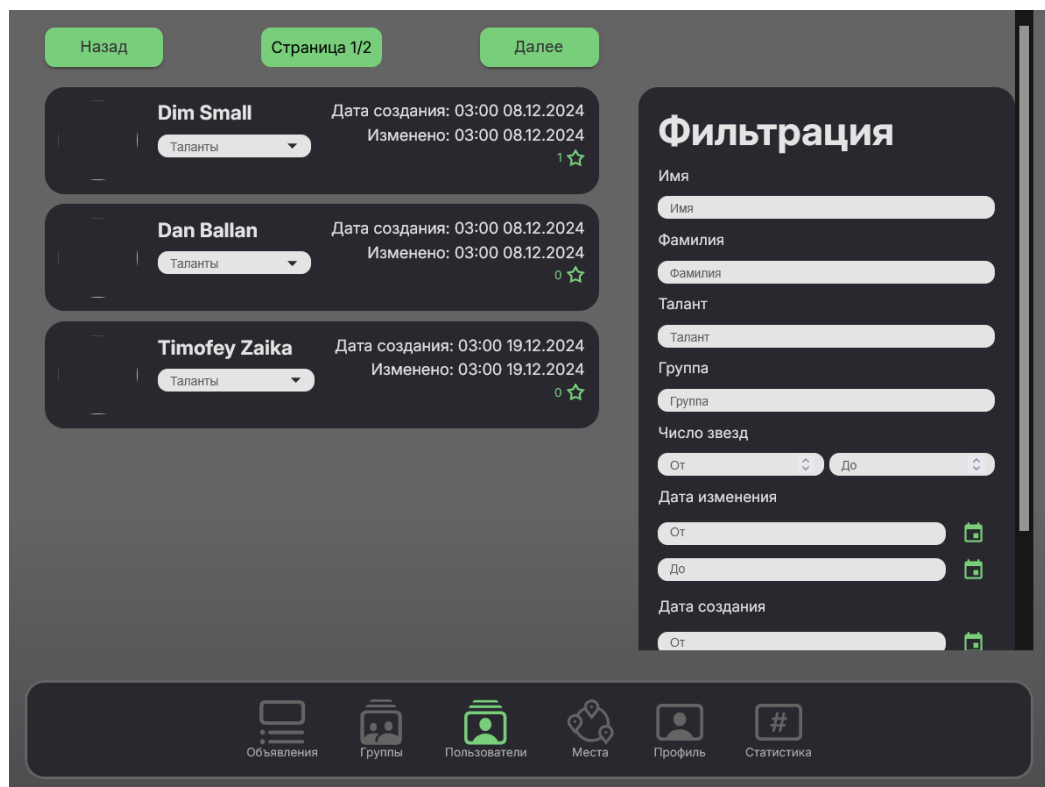 Назад
Страница 1/2
Далее
Dim Small
Дата создания: 03:00 08.12.2024
Таланты
Изменено: 03:00 08.12.2024
1
Dan Ballan
Дата создания: 03:00 08.12.2024
Таланты
Изменено: 03:00 08.12.2024
0
Timofey Zaika
Дата создания: 03:00 19.12.2024
Таланты
Изменено: 03:00 19.12.2024
0
Фильтрация
Имя
Имя
Фамилия
Фамилия
Талант
Талант
Группа
Группа
Число звезд
От
До
Дата изменения
От
До
Дата создания
От
Объявления
Группы
Пользователи
Места
Профиль
#
Статистика